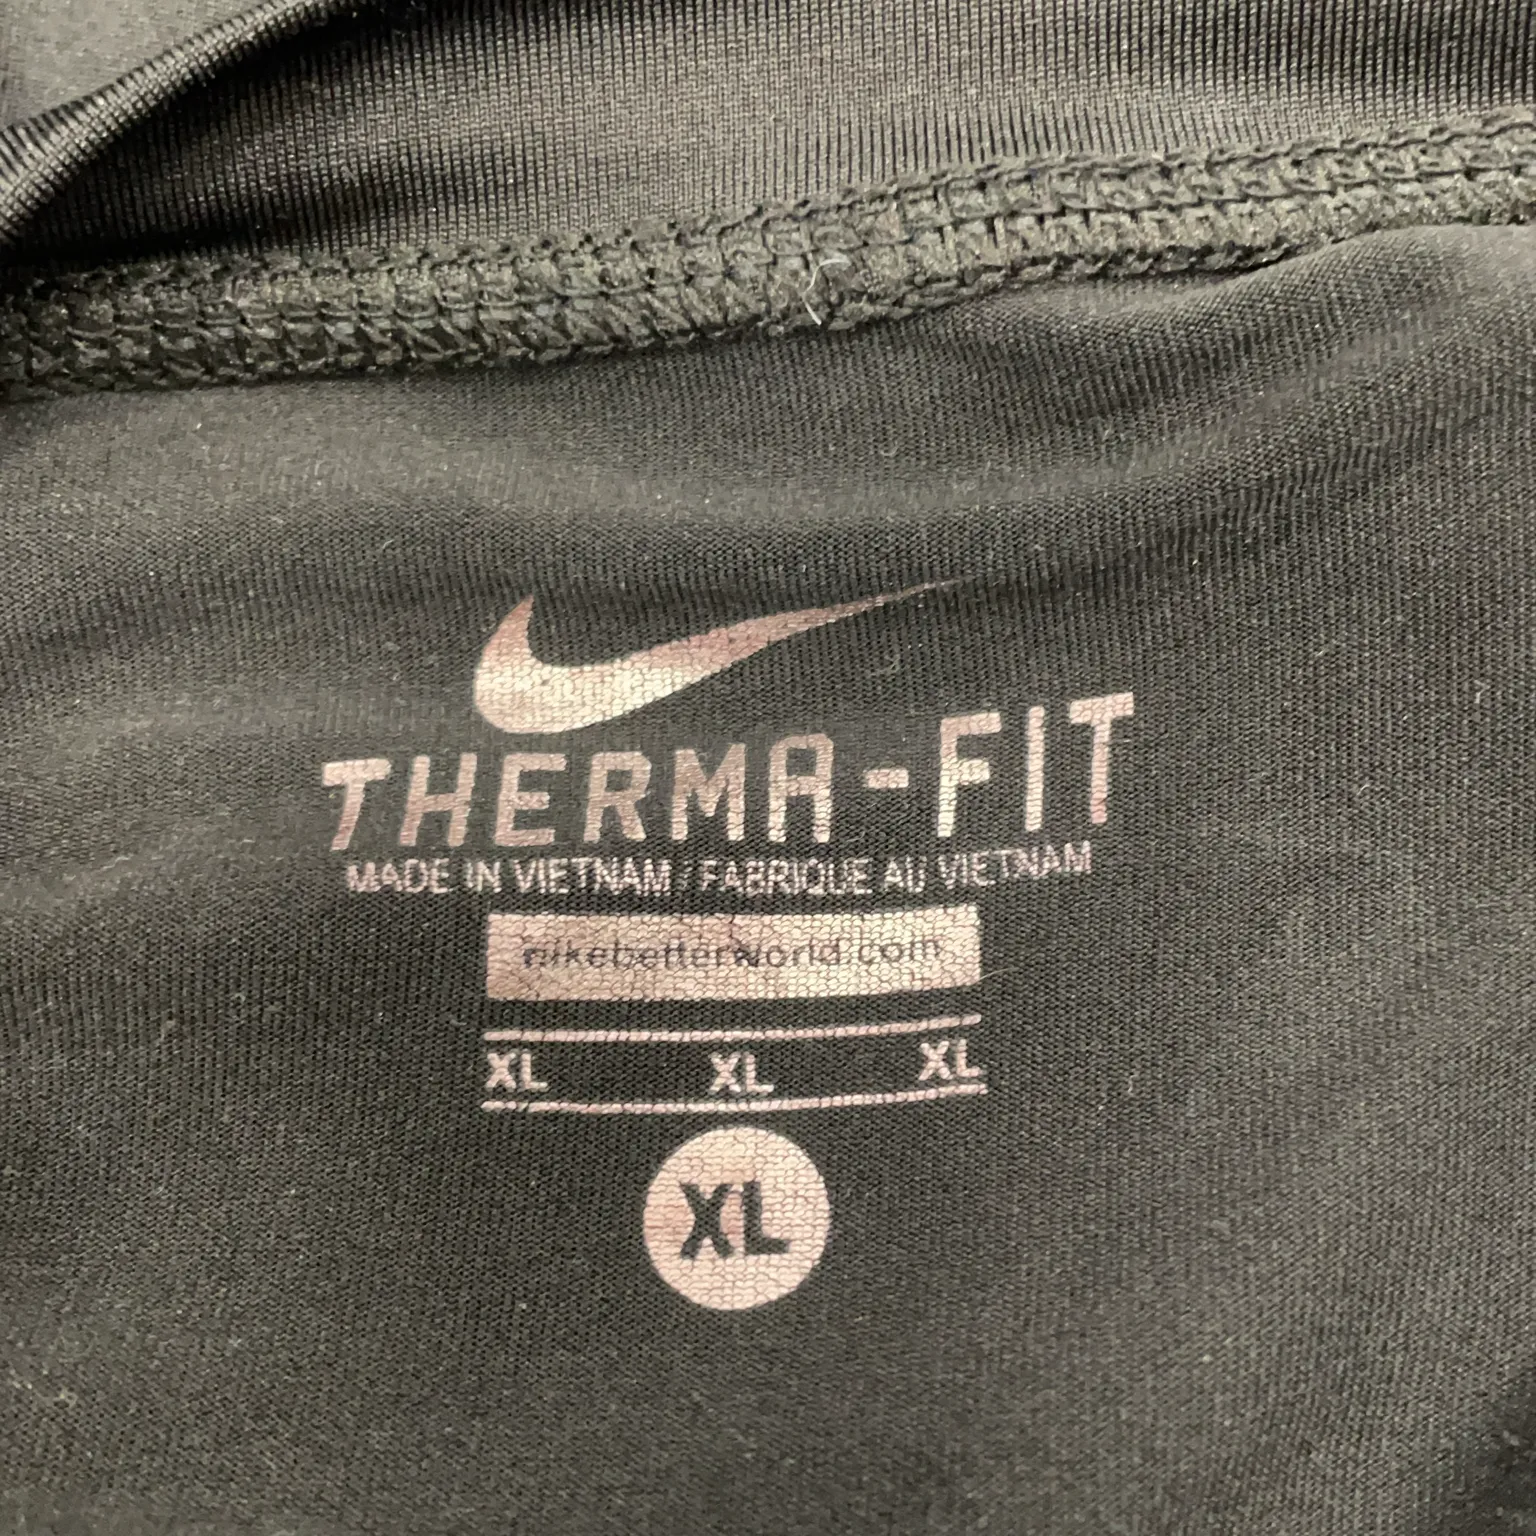 THERMA-FIT
MADE IN VIETNAM / FABRIQUE AU VIETNAM
nikebetterworld.com
XL XL XL
XL